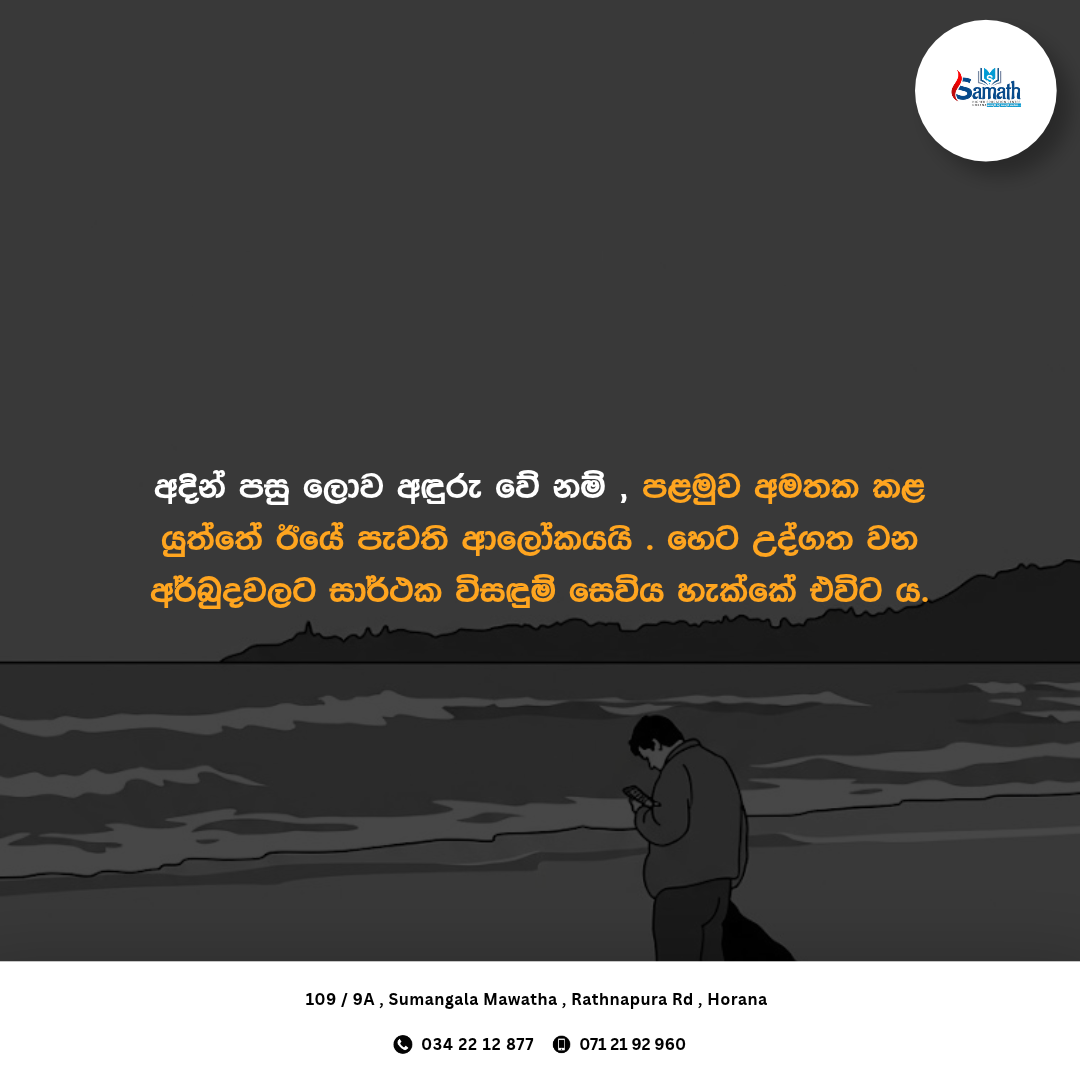 Samath
අදින් පසු ලොව අඳුරු වේ නම් , පළමුව අමතක කළ
යුත්තේ ඊයේ පැවති ආලෝකයයි . හෙට උද්ගත වන
අර්බුදවලට සාර්ථක විසඳුම් සෙවිය හැක්කේ එවිට ය.
109 / 9A , Sumangala Mawatha , Rathnapura Rd , Horana
034 22 12 877 071 21 92 960